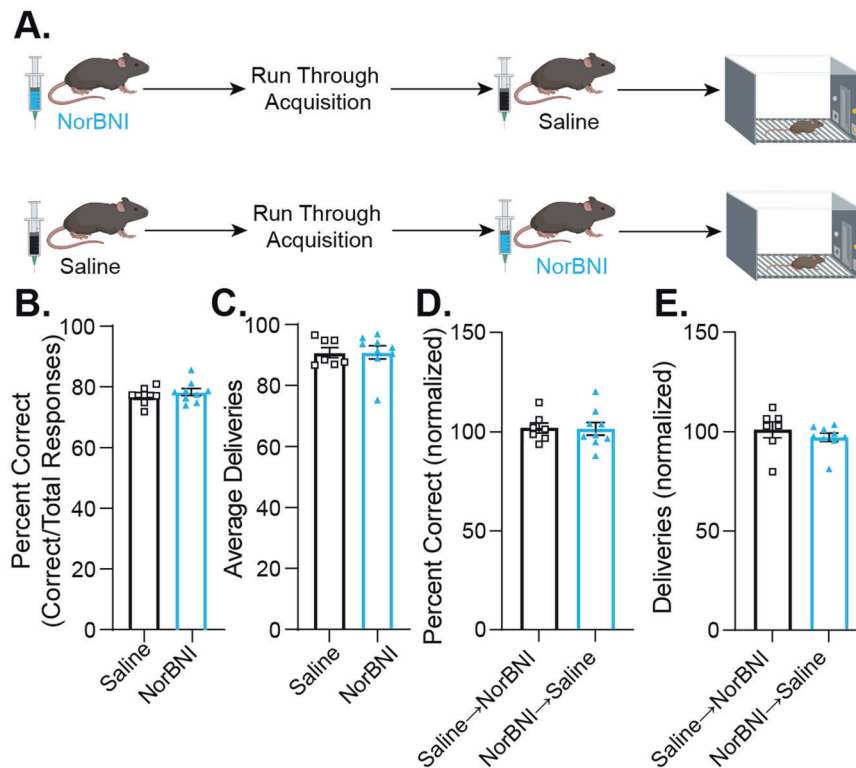 A.
NorBNI
Run Through
Acquisition
Saline
Saline
Run Through
Acquisition
NorBNI
B.
Percent Correct
(Correct/Total Responses)
100
80
60
40
20
0
Saline
NorBNI
C.
Average Deliveries
100
80
60
40
20
0
Saline
NorBNI
D.
Percent Correct (normalized)
150
100
50
0
Saline→NorBNI
NorBNI→Saline
E.
Deliveries (normalized)
150
100
50
0
Saline→NorBNI
NorBNI→Saline